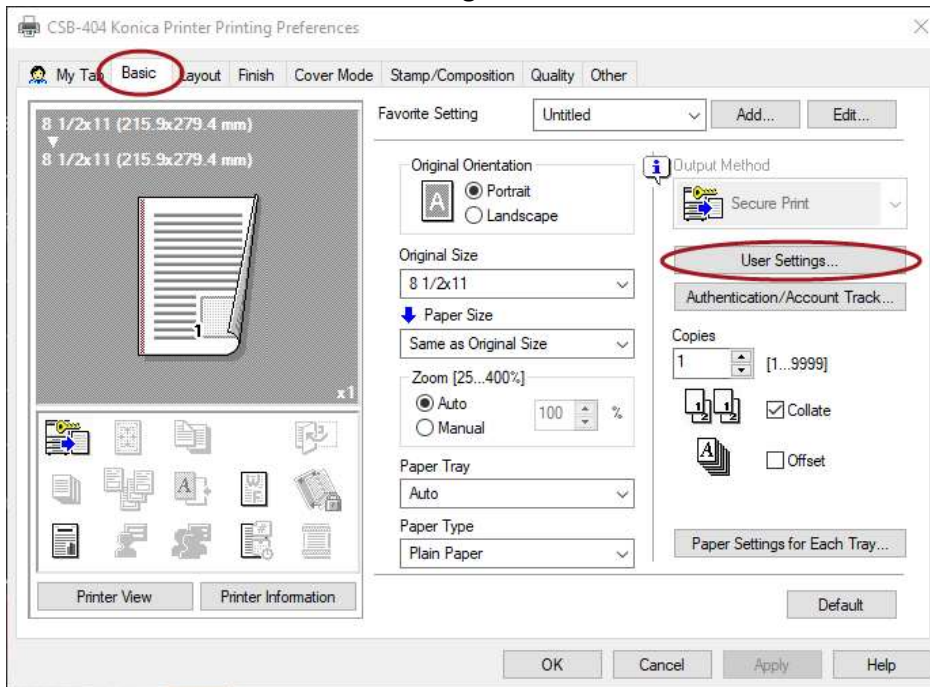 CSB-404 Konica Printer Printing Preferences
My Tab Basic Layout Finish Cover Mode Stamp/Composition Quality Other
8 1/2x11 (215.9x279.4 mm)
8 1/2x11 (215.9x279.4 mm)
1
x1
Printer View Printer Information
Favorite Setting Untitled Add... Edit...
Original Orientation
A
Portrait
Landscape
Original Size
8 1/2x11
Paper Size
Same as Original Size
Zoom [25...400%]
Auto
Manual
100 %
Paper Tray
Auto
Paper Type
Plain Paper
Output Method
Secure Print
User Settings...
Authentication/Account Track...
Copies
1 [1...9999]
Collate
Offset
Paper Settings for Each Tray...
Default
OK Cancel Apply Help